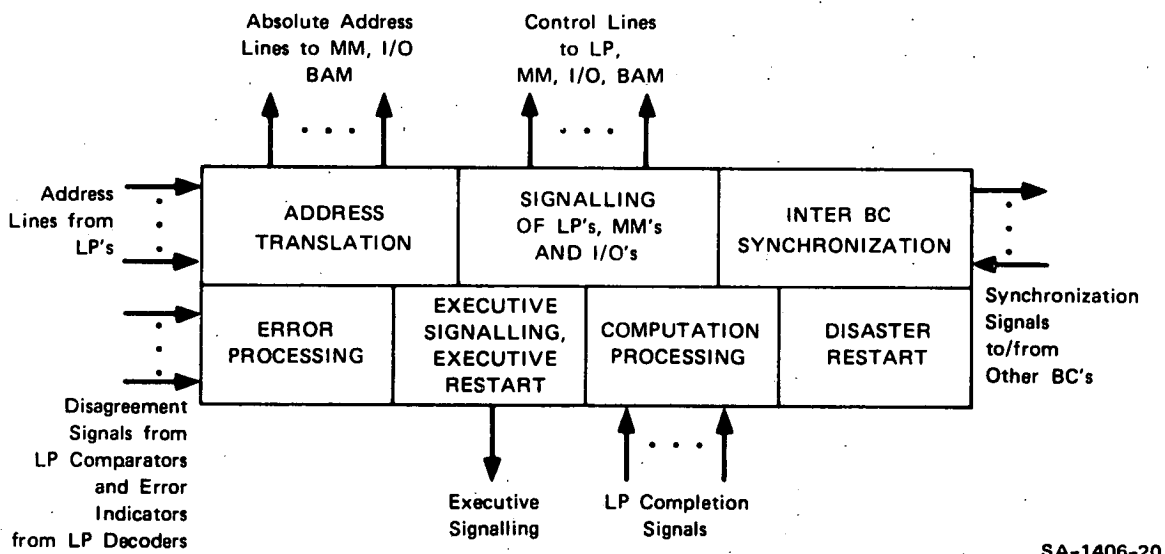 Absolute Address
Lines to MM, I/O
BAM
Control Lines
to LP,
MM, I/O, BAM
Address
Lines from
LP's
ADDRESS
TRANSLATION
SIGNALLING
OF LP's, MM's
AND I/O's
INTER BC
SYNCHRONIZATION
ERROR
PROCESSING
EXECUTIVE
SIGNALLING,
EXECUTIVE
RESTART
COMPUTATION
PROCESSING
DISASTER
RESTART
Synchronization
Signals
to/from
Other BC's
Disagreement
Signals from
LP Comparators
and Error
Indicators
from LP Decoders
Executive
Signalling
LP Completion
Signals
SA-1406-20